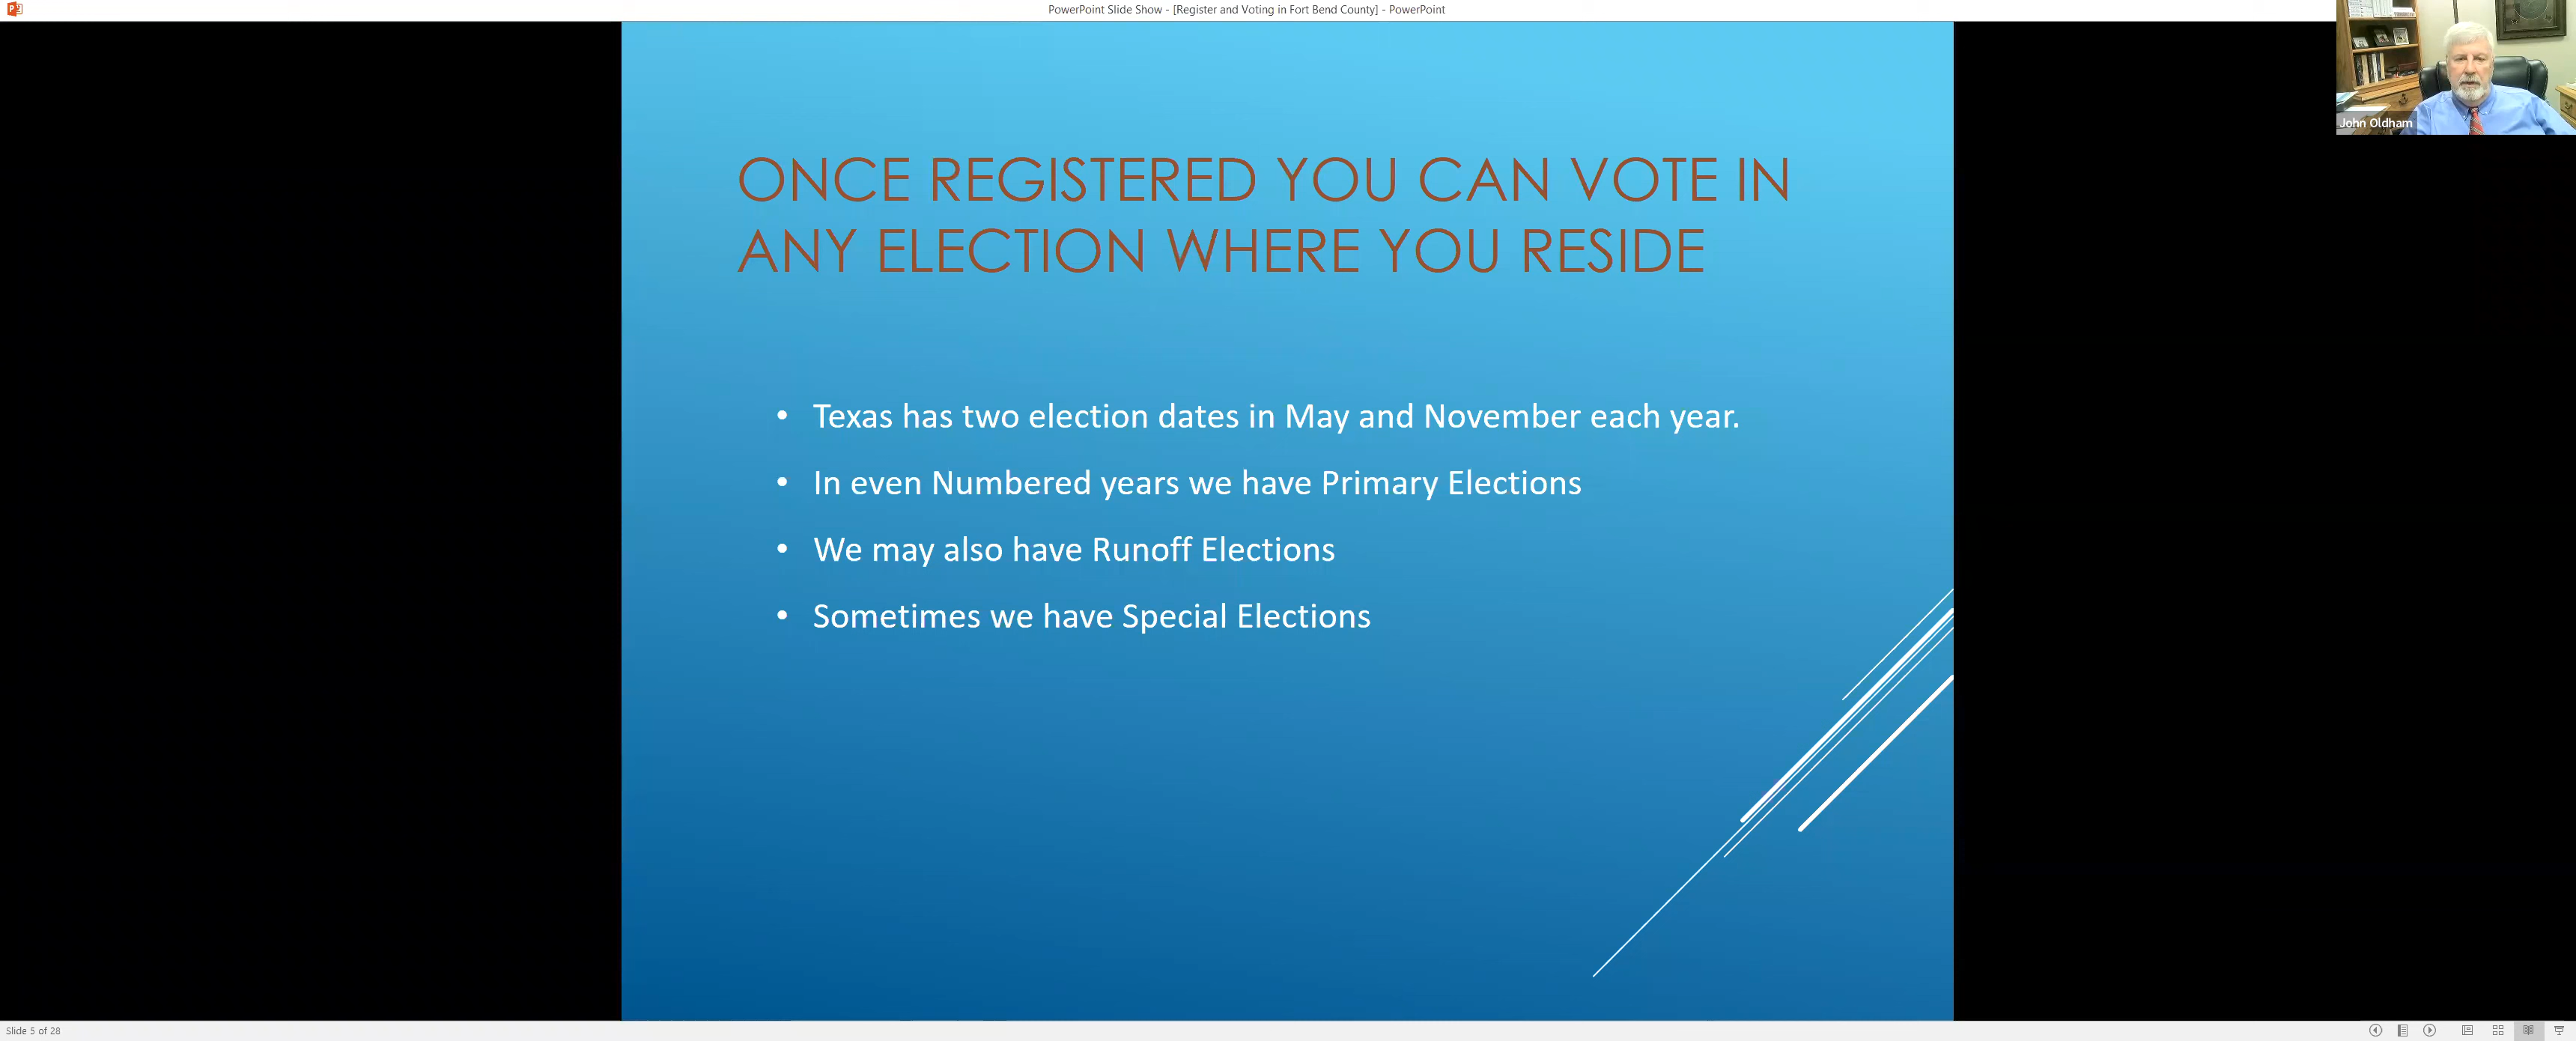 PowerPoint Slide Show - [Register and Voting in Fort Bend County] - PowerPoint
John Oldham
ONCE REGISTERED YOU CAN VOTE IN
ANY ELECTION WHERE YOU RESIDE
• Texas has two election dates in May and November each year.
• In even Numbered years we have Primary Elections
• We may also have Runoff Elections
• Sometimes we have Special Elections
Slide 5 of 28